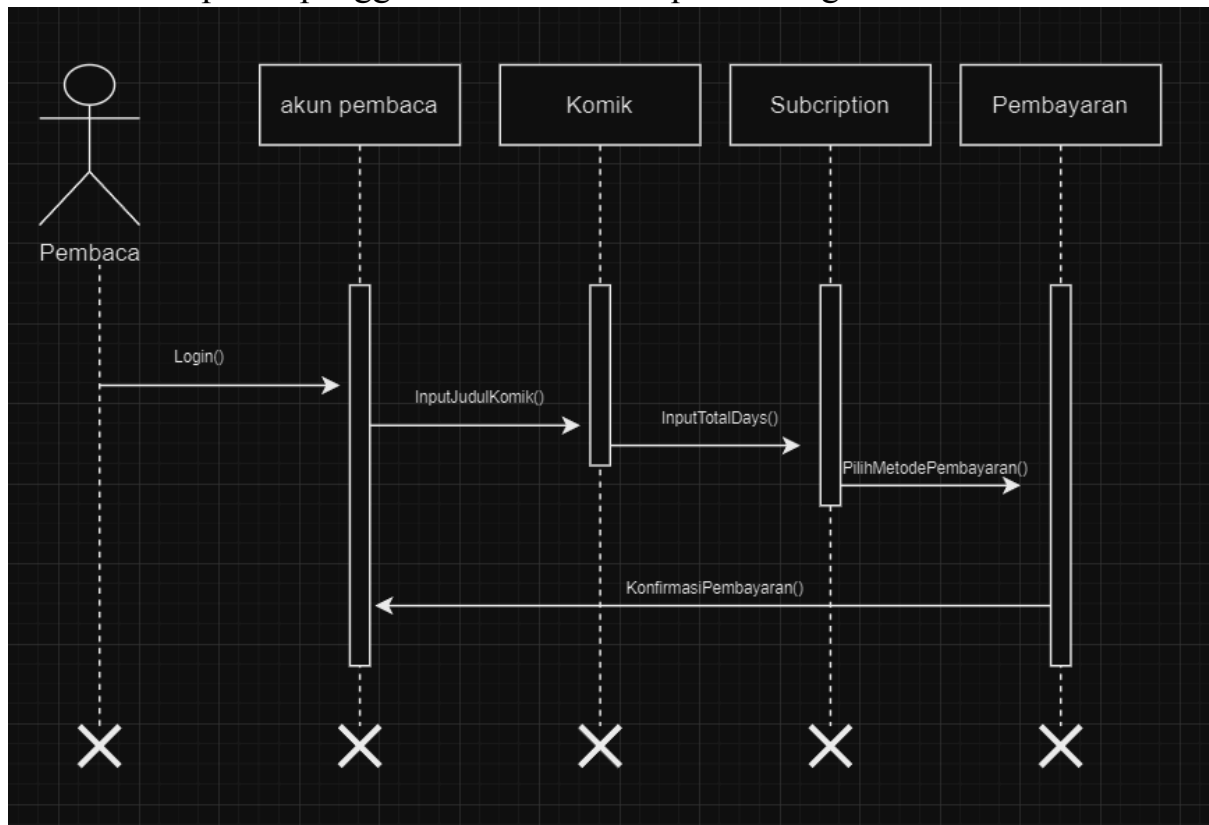 akun pembaca
Komik
Subcription
Pembayaran
Pembaca
Login()
InputJudulKomik()
InputTotalDays()
PilihMetodePembayaran()
KonfirmasiPembayaran()